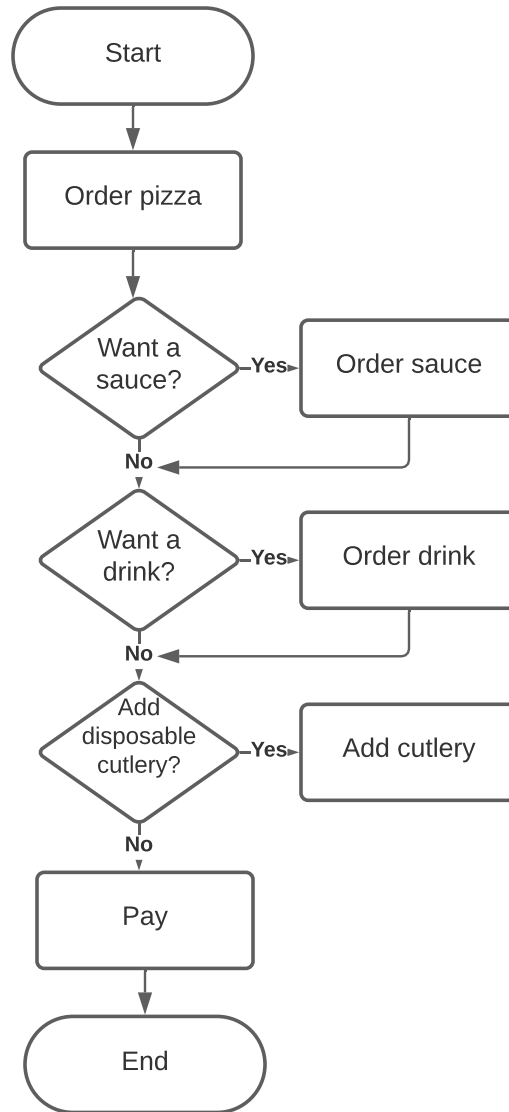 Start
Order pizza
Want a
sauce?
Yes
Order sauce
No
Want a
drink?
Yes
Order drink
No
Add
disposable
cutlery?
Yes
Add cutlery
No
Pay
End